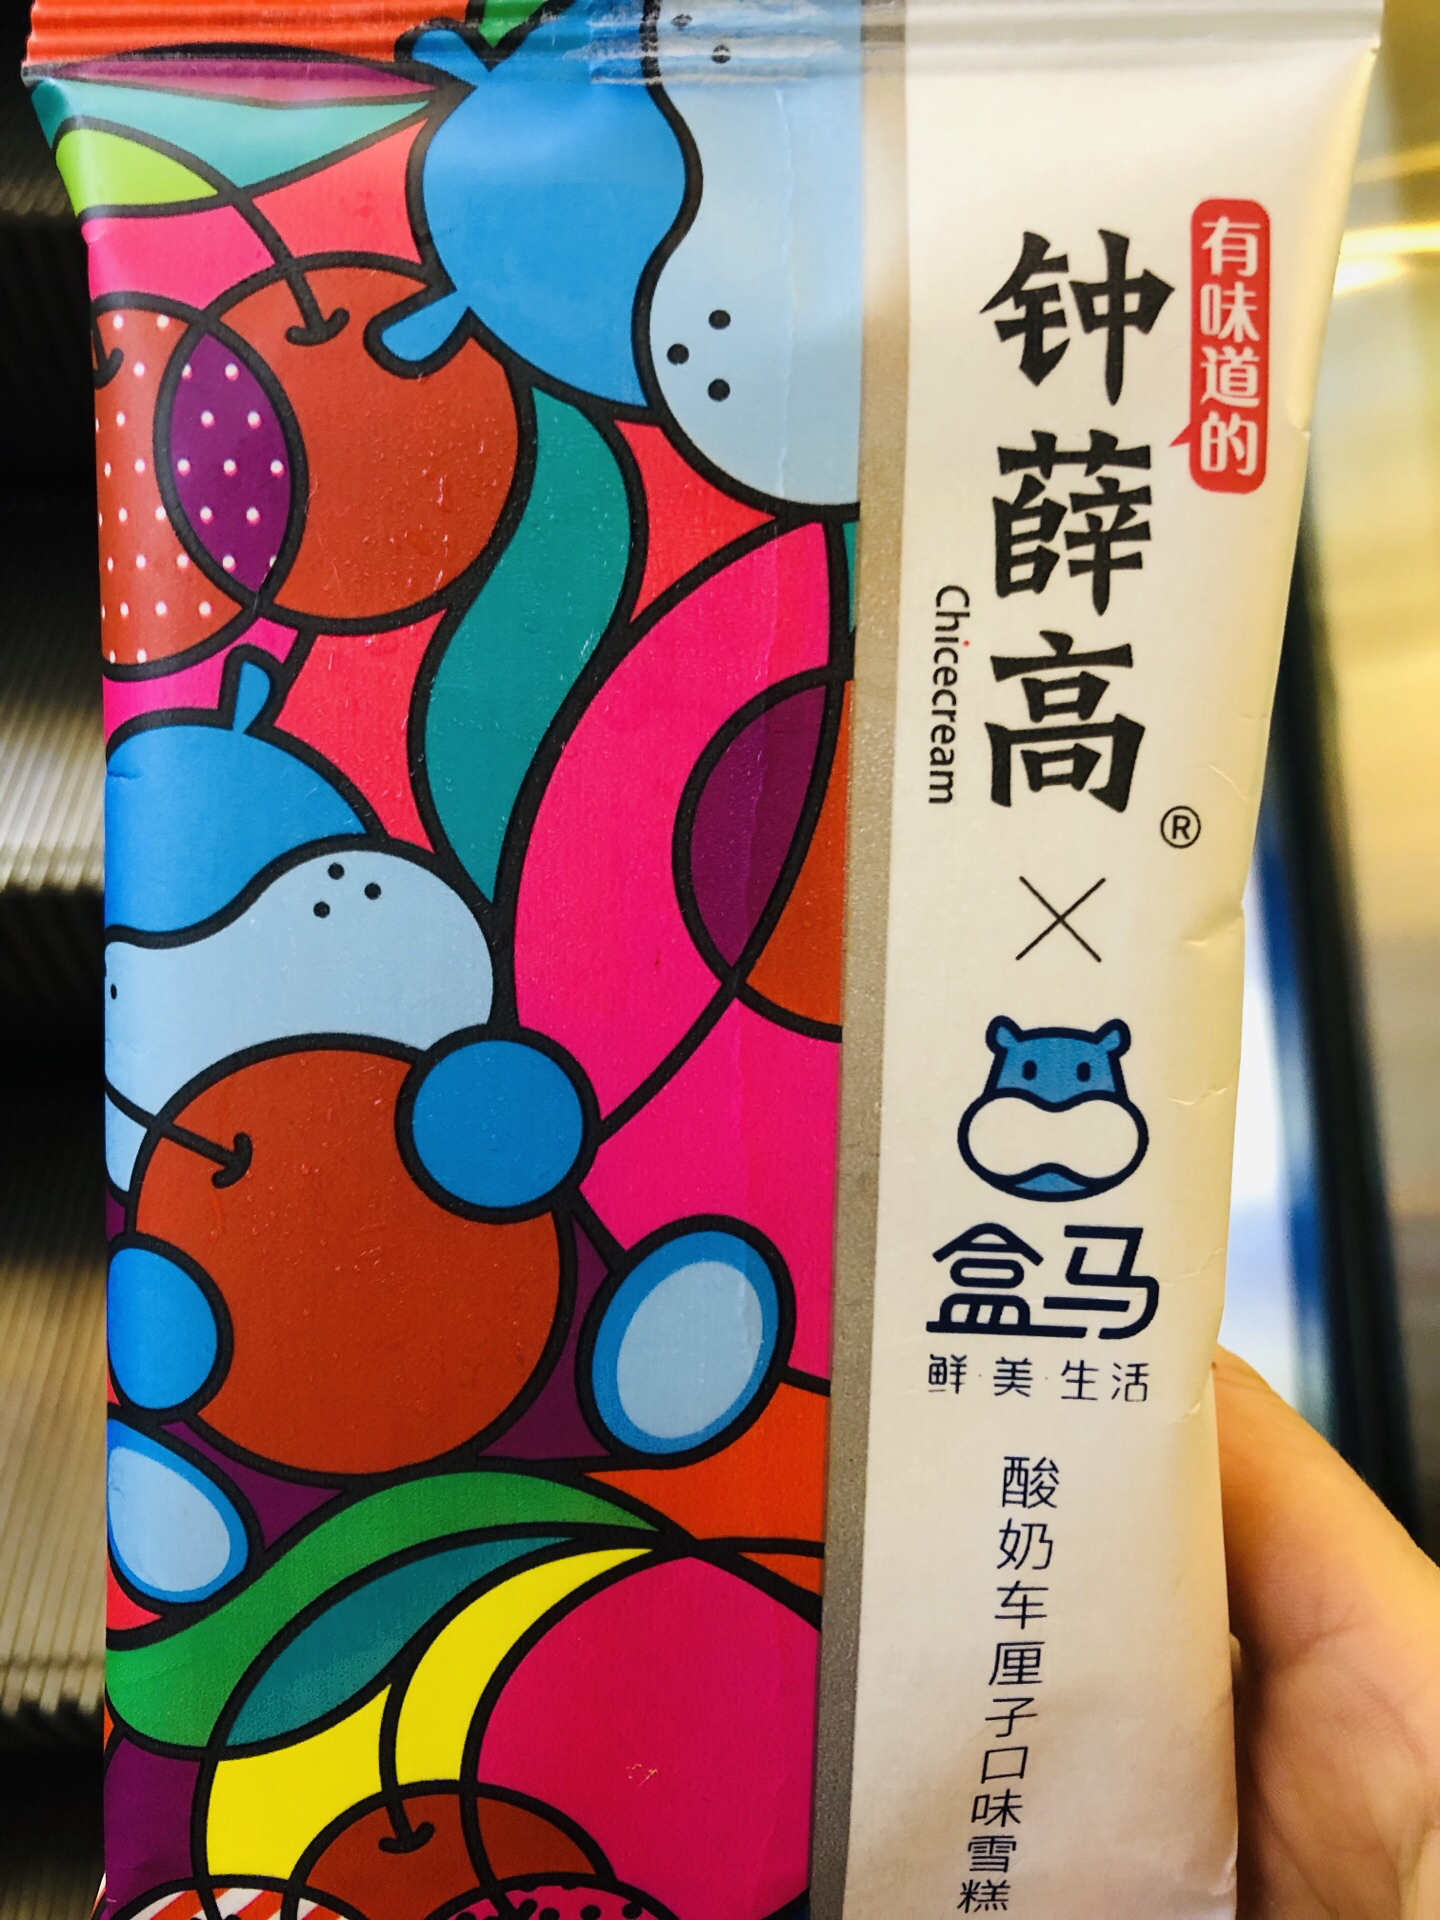 有味道的
钟薛高®
Chicecream
×
盒马
鲜·美·生活
酸奶车厘子口味雪糕